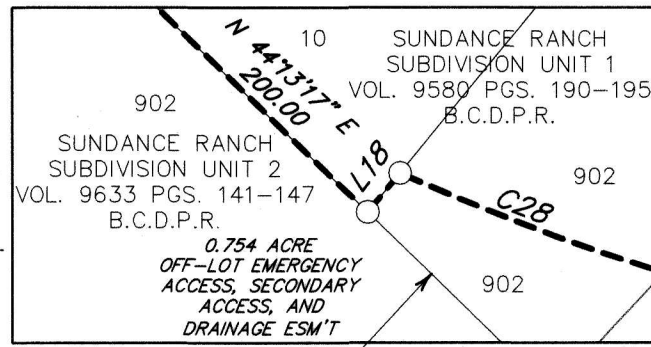 N 44°13'17" E
200.00
10
SUNDANCE RANCH
SUBDIVISION UNIT 1
VOL. 9580 PGS. 190-195
B.C.D.P.R.
902
SUNDANCE RANCH
SUBDIVISION UNIT 2
VOL. 9633 PGS. 141-147
B.C.D.P.R.
L18
C28
902
0.754 ACRE
OFF-LOT EMERGENCY
ACCESS, SECONDARY
ACCESS, AND
DRAINAGE ESM'T
902